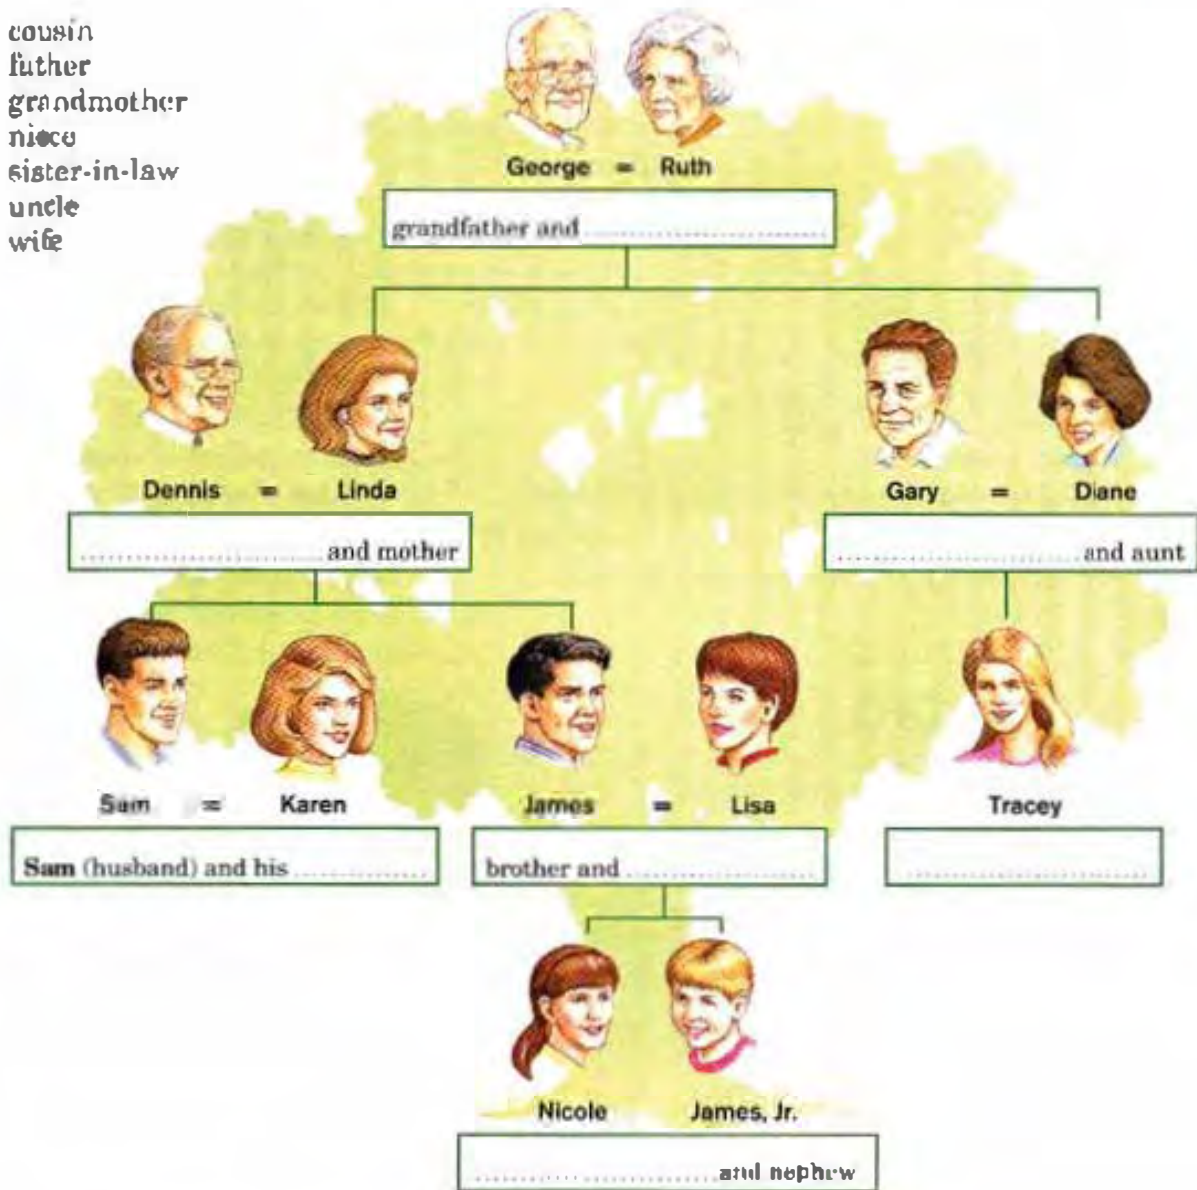 cousin
father
grandmother
niece
sister-in-law
uncle
wife
George = Ruth
grandfather and ........................
Dennis = Linda
........................ and mother
Gary = Diane
........................ and aunt
Sam = Karen
Sam (husband) and his .............
James = Lisa
brother and ....................
Tracey
........................
Nicole
James, Jr.
........................ and nephew